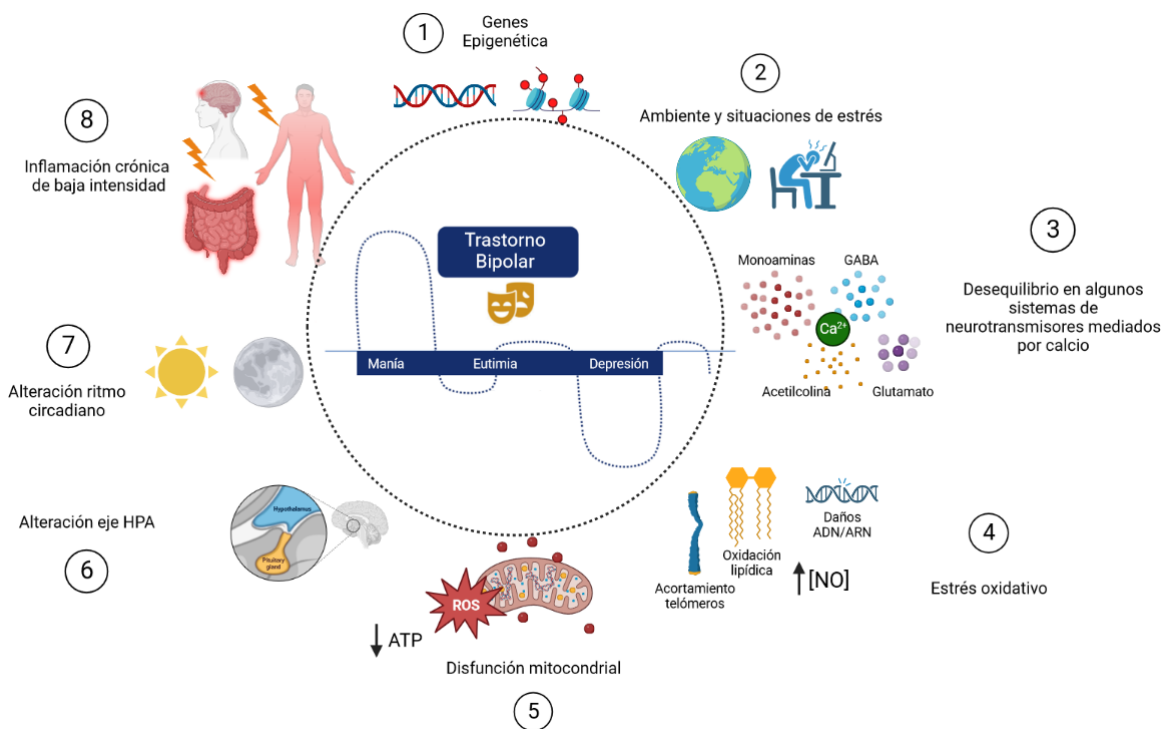 1
Genes
Epigenética
2
Ambiente y situaciones de estrés
3
Monoaminas
GABA
Ca²⁺
Acetilcolina
Glutamato
Desequilibrio en algunos
sistemas de
neurotransmisores mediados
por calcio
4
Daños
ADN/ARN
Oxidación
lipídica
Acortamiento
telómeros
[NO]
Estrés oxidativo
ROS
ATP
Disfunción mitocondrial
5
Alteración eje HPA
6
Hypothalamus
Pituitary
gland
7
Alteración ritmo
circadiano
8
Inflamación crónica
de baja intensidad
Trastorno
Bipolar
Manía
Eutimia
Depresión